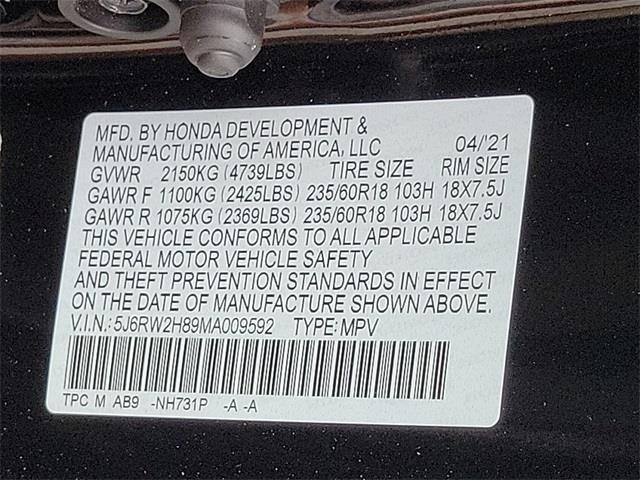 MFD. BY HONDA DEVELOPMENT &
MANUFACTURING OF AMERICA, LLC 04/'21
GVWR 2150KG (4739LBS) TIRE SIZE RIM SIZE
GAWR F 1100KG (2425LBS) 235/60R18 103H 18X7.5J
GAWR R 1075KG (2369LBS) 235/60R18 103H 18X7.5J
THIS VEHICLE CONFORMS TO ALL APPLICABLE
FEDERAL MOTOR VEHICLE SAFETY
AND THEFT PREVENTION STANDARDS IN EFFECT
ON THE DATE OF MANUFACTURE SHOWN ABOVE.
V.I.N.: 5J6RW2H89MA009592 TYPE: MPV
TPC M AB9 -NH731P -A -A